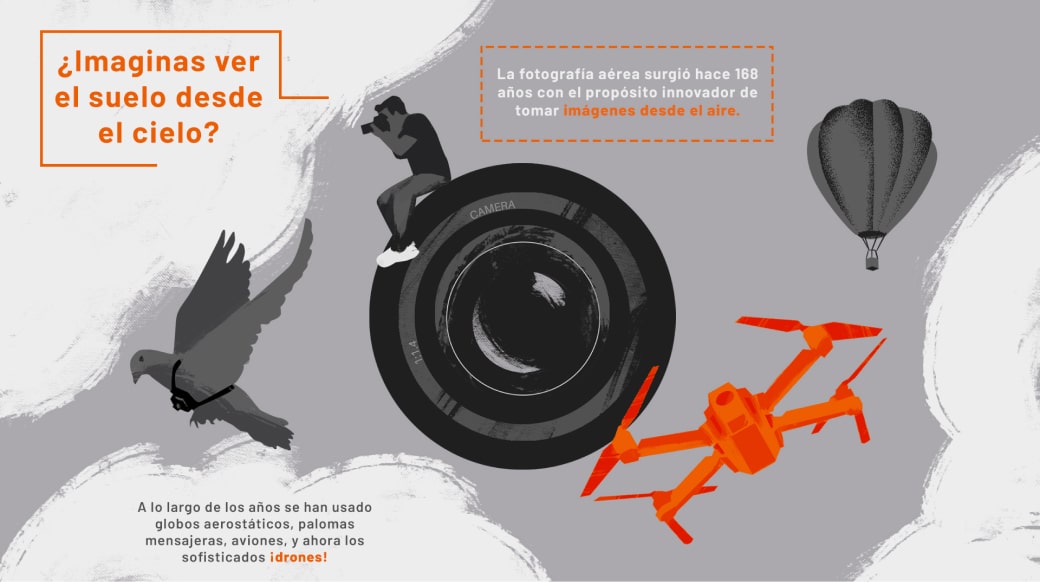 ¿Imaginas ver
el suelo desde
el cielo?
La fotografía aérea surgió hace 168
años con el propósito innovador de
tomar imágenes desde el aire.
CAMERA
1:1.4
A lo largo de los años se han usado
globos aerostáticos, palomas
mensajeras, aviones, y ahora los
sofisticados ¡drones!